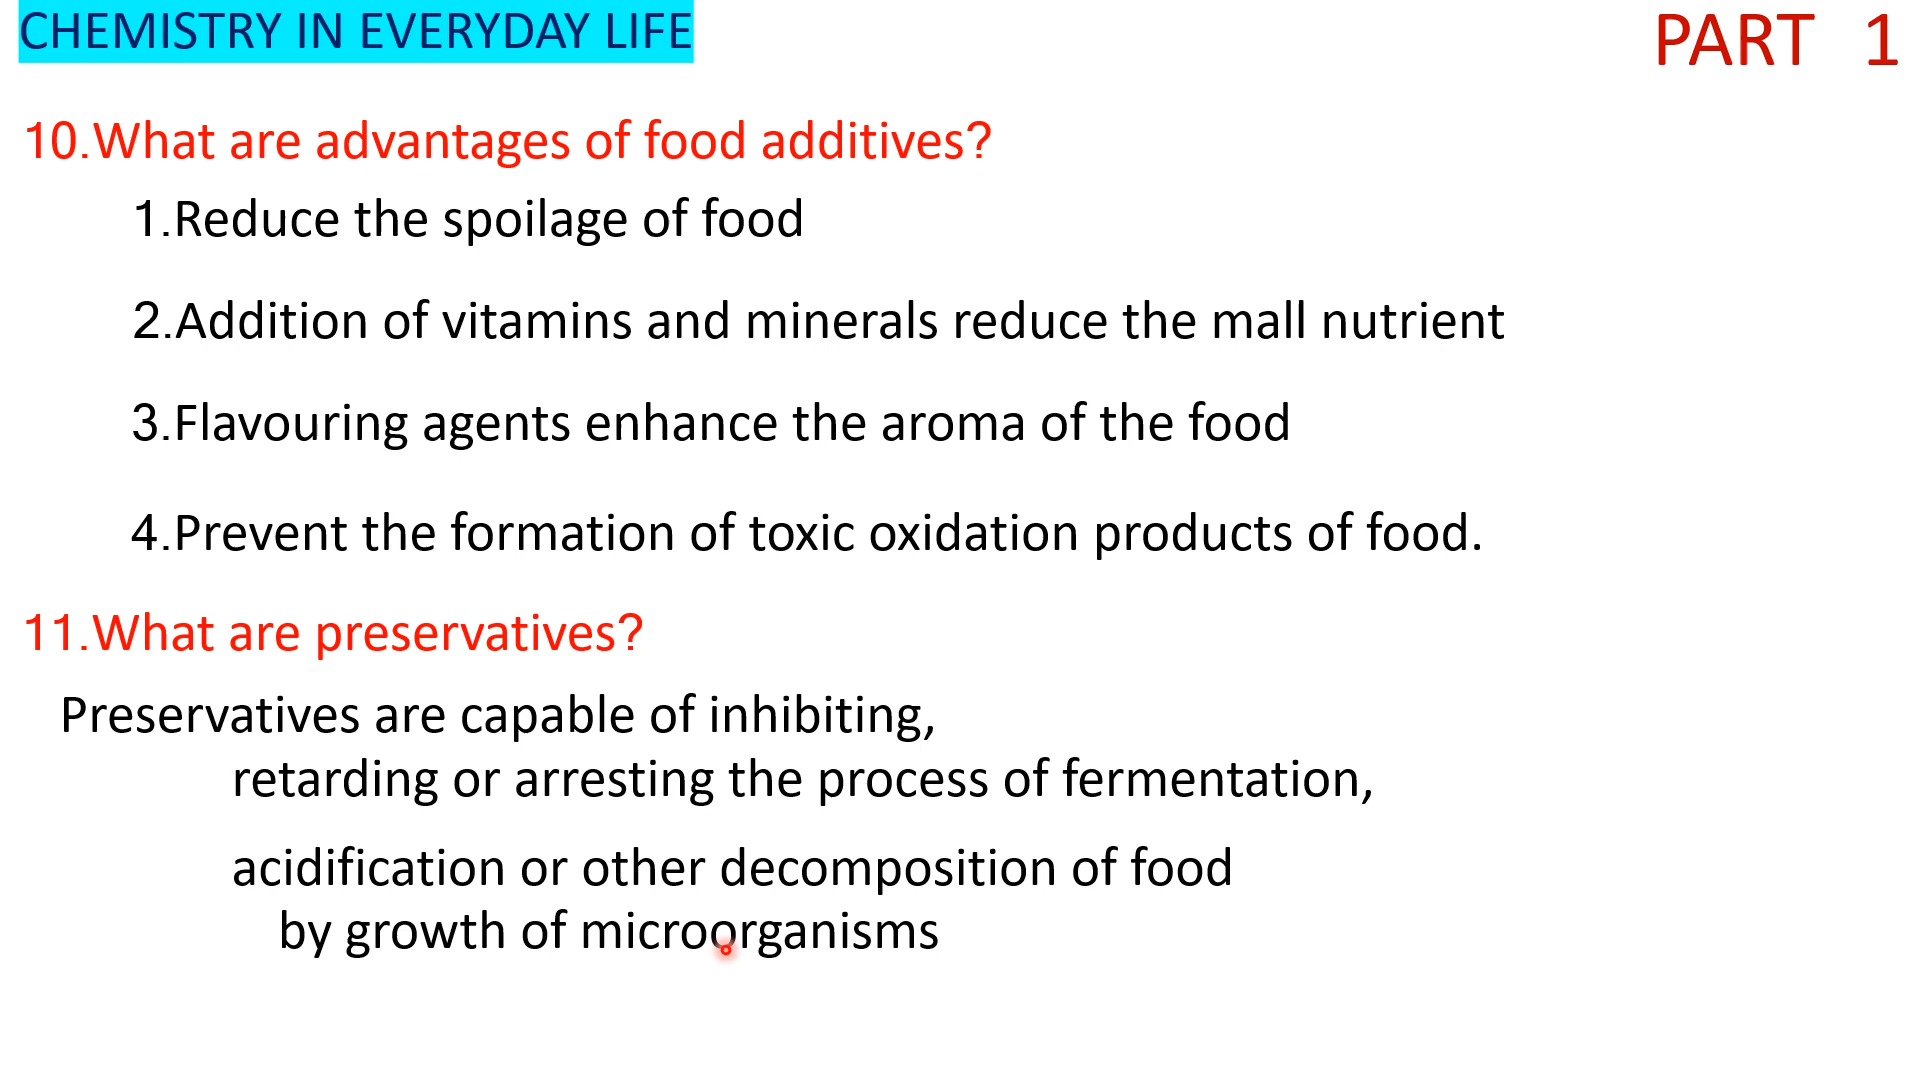 CHEMISTRY IN EVERYDAY LIFE
PART 1
10.What are advantages of food additives?
1.Reduce the spoilage of food
2.Addition of vitamins and minerals reduce the mall nutrient
3.Flavouring agents enhance the aroma of the food
4.Prevent the formation of toxic oxidation products of food.
11.What are preservatives?
Preservatives are capable of inhibiting,
retarding or arresting the process of fermentation,
acidification or other decomposition of food
by growth of microorganisms